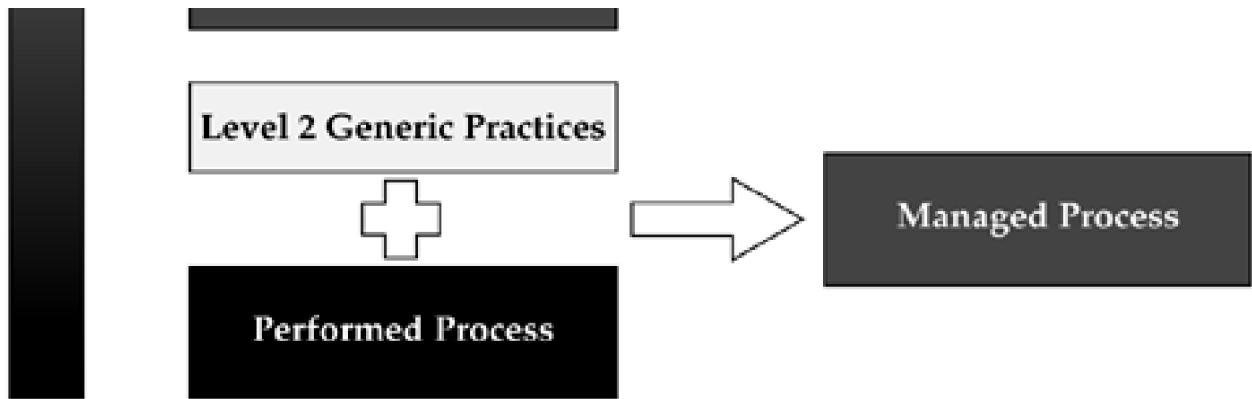 Level 2 Generic Practices
Managed Process
Performed Process